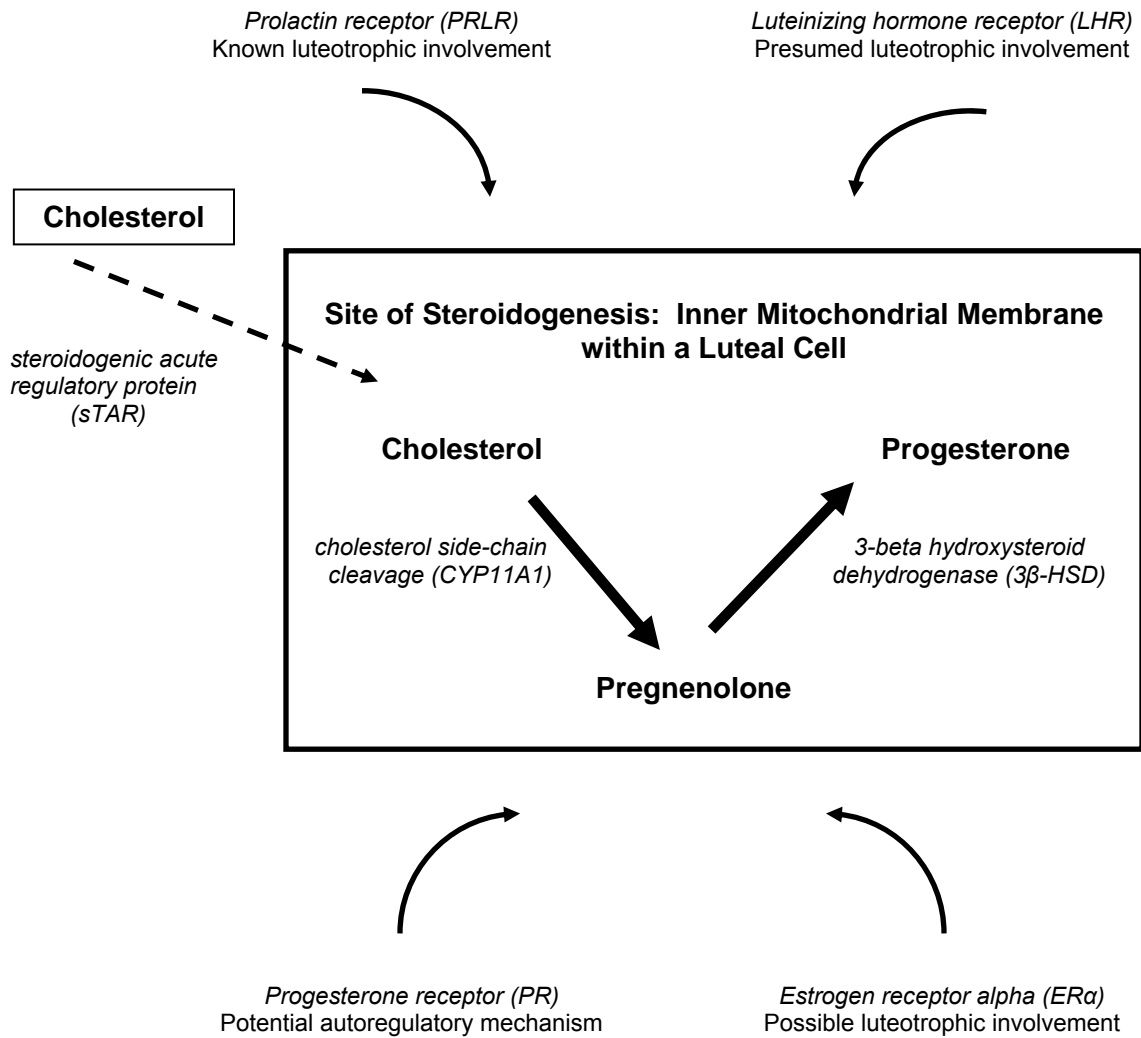 Prolactin receptor (PRLR)
Known luteotrophic involvement
Luteinizing hormone receptor (LHR)
Presumed luteotrophic involvement
Cholesterol
steroidogenic acute
regulatory protein
(sTAR)
Site of Steroidogenesis: Inner Mitochondrial Membrane
within a Luteal Cell
Cholesterol
Progesterone
cholesterol side-chain
cleavage (CYP11A1)
3-beta hydroxysteroid
dehydrogenase (3β-HSD)
Pregnenolone
Progesterone receptor (PR)
Potential autoregulatory mechanism
Estrogen receptor alpha (ERα)
Possible luteotrophic involvement